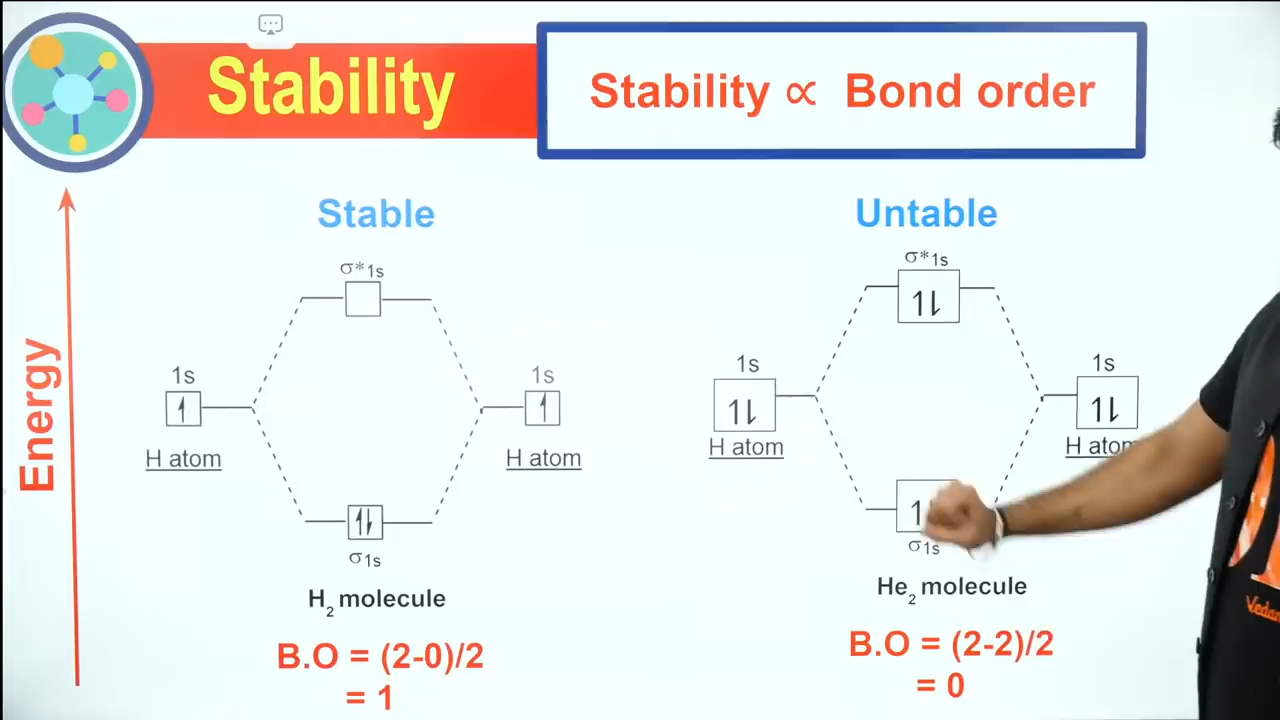 Stability
Stability ∝ Bond order
Stable
Untable
σ*1s
σ*1s
1s
1s
1s
1s
H atom
H atom
H atom
H atom
Energy
σ1s
σ1s
H₂ molecule
He₂ molecule
B.O = (2-0)/2
= 1
B.O = (2-2)/2
= 0